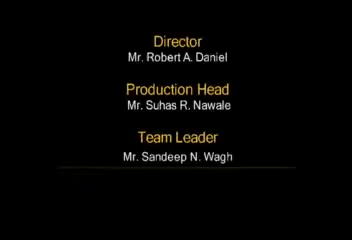 Director
Mr. Robert A. Daniel
Production Head
Mr. Suhas R. Nawale
Team Leader
Mr. Sandeep N. Wagh